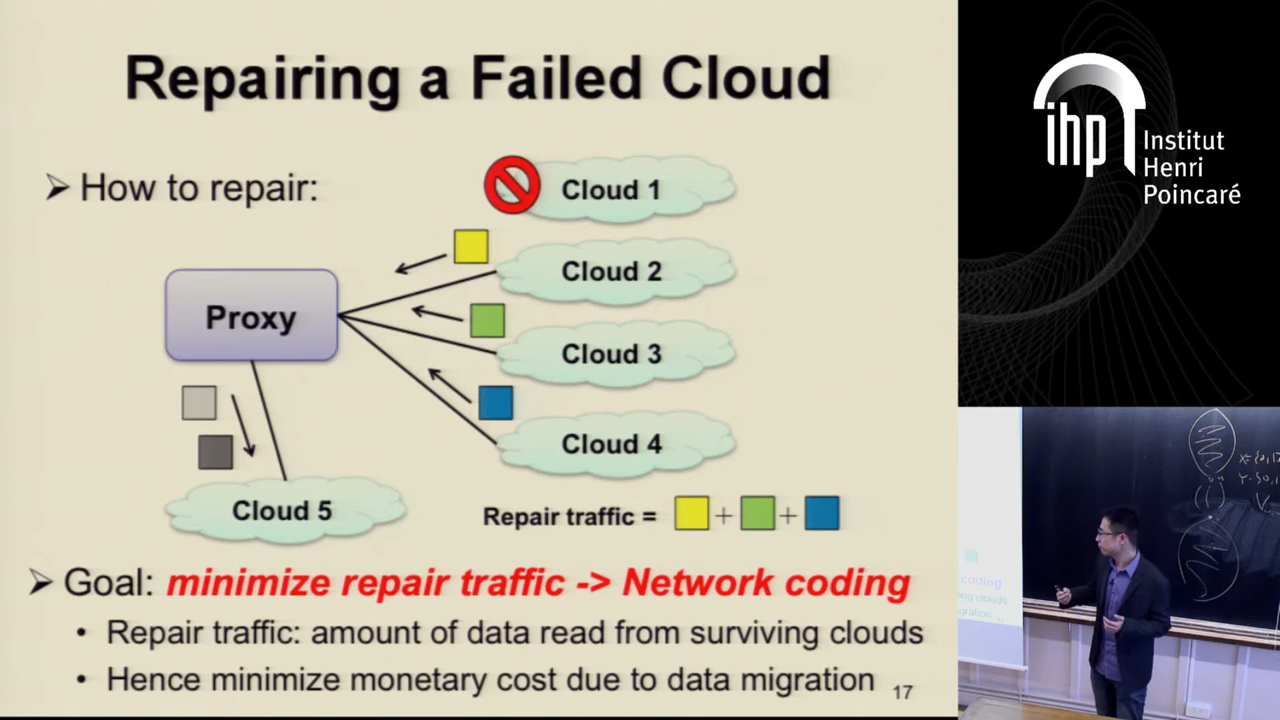 Repairing a Failed Cloud
➤ How to repair:
Cloud 1
Cloud 2
Proxy
Cloud 3
Cloud 4
Cloud 5
Repair traffic = + +
➤ Goal: minimize repair traffic -> Network coding
• Repair traffic: amount of data read from surviving clouds
• Hence minimize monetary cost due to data migration
17
ihp
Institut
Henri
Poincaré
coding
clouds